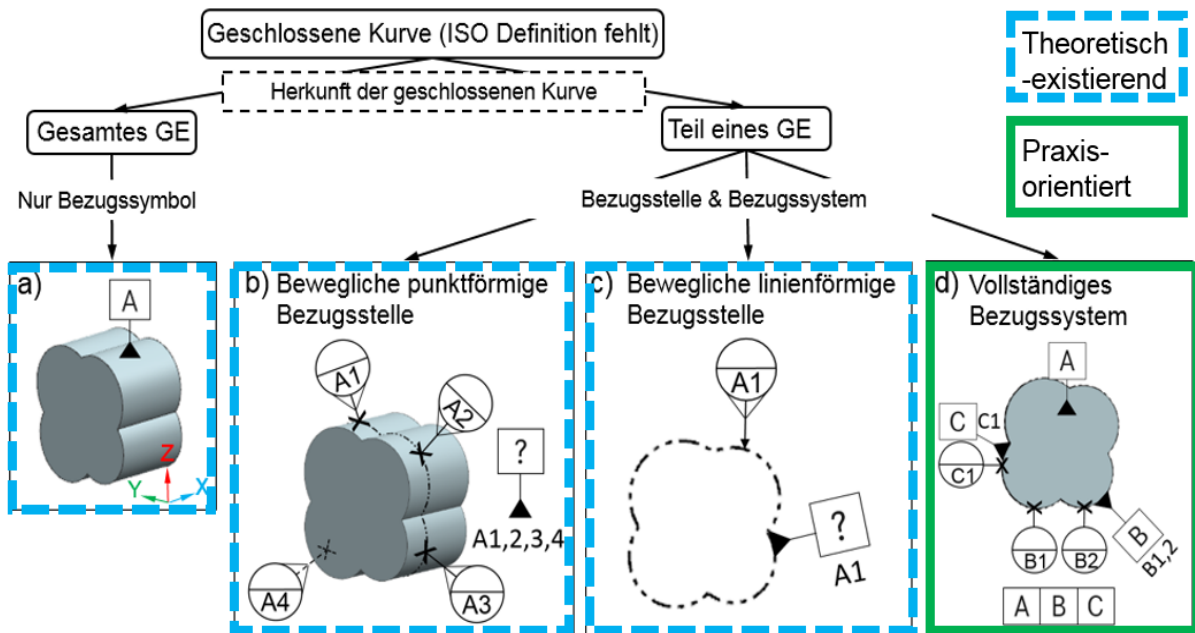 Geschlossene Kurve (ISO Definition fehlt)
Herkunft der geschlossenen Kurve
Theoretisch
-existierend
Praxis-
orientiert
Gesamtes GE
Teil eines GE
Nur Bezugssymbol
Bezugsstelle & Bezugssystem
a)
A
Z
Y
X
b) Bewegliche punktförmige
Bezugsstelle
A1
A2
?
A1,2,3,4
A4
A3
c) Bewegliche linienförmige
Bezugsstelle
A1
?
A1
d) Vollständiges
Bezugssystem
A
C
C1
C1
B
B1,2
B1
B2
A B C